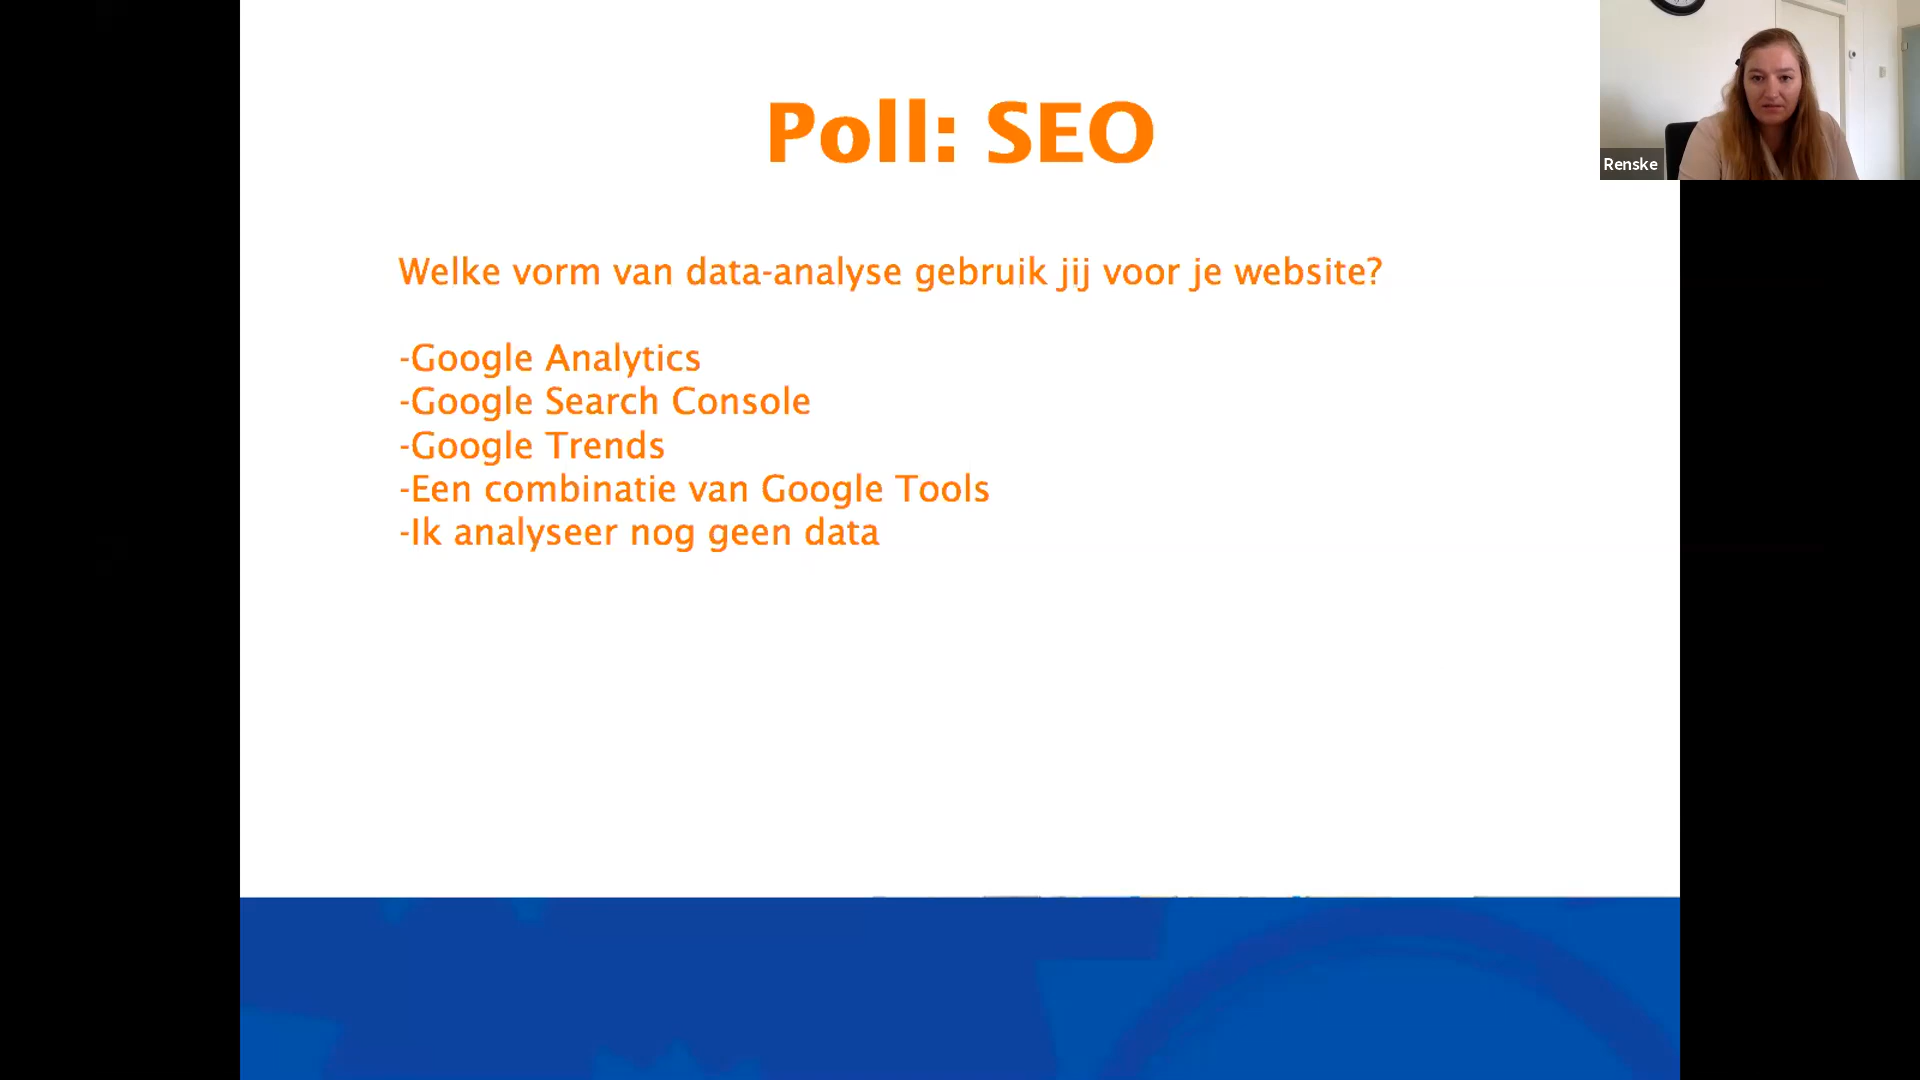 Poll: SEO
Renske
Welke vorm van data-analyse gebruik jij voor je website?
-Google Analytics
-Google Search Console
-Google Trends
-Een combinatie van Google Tools
-Ik analyseer nog geen data